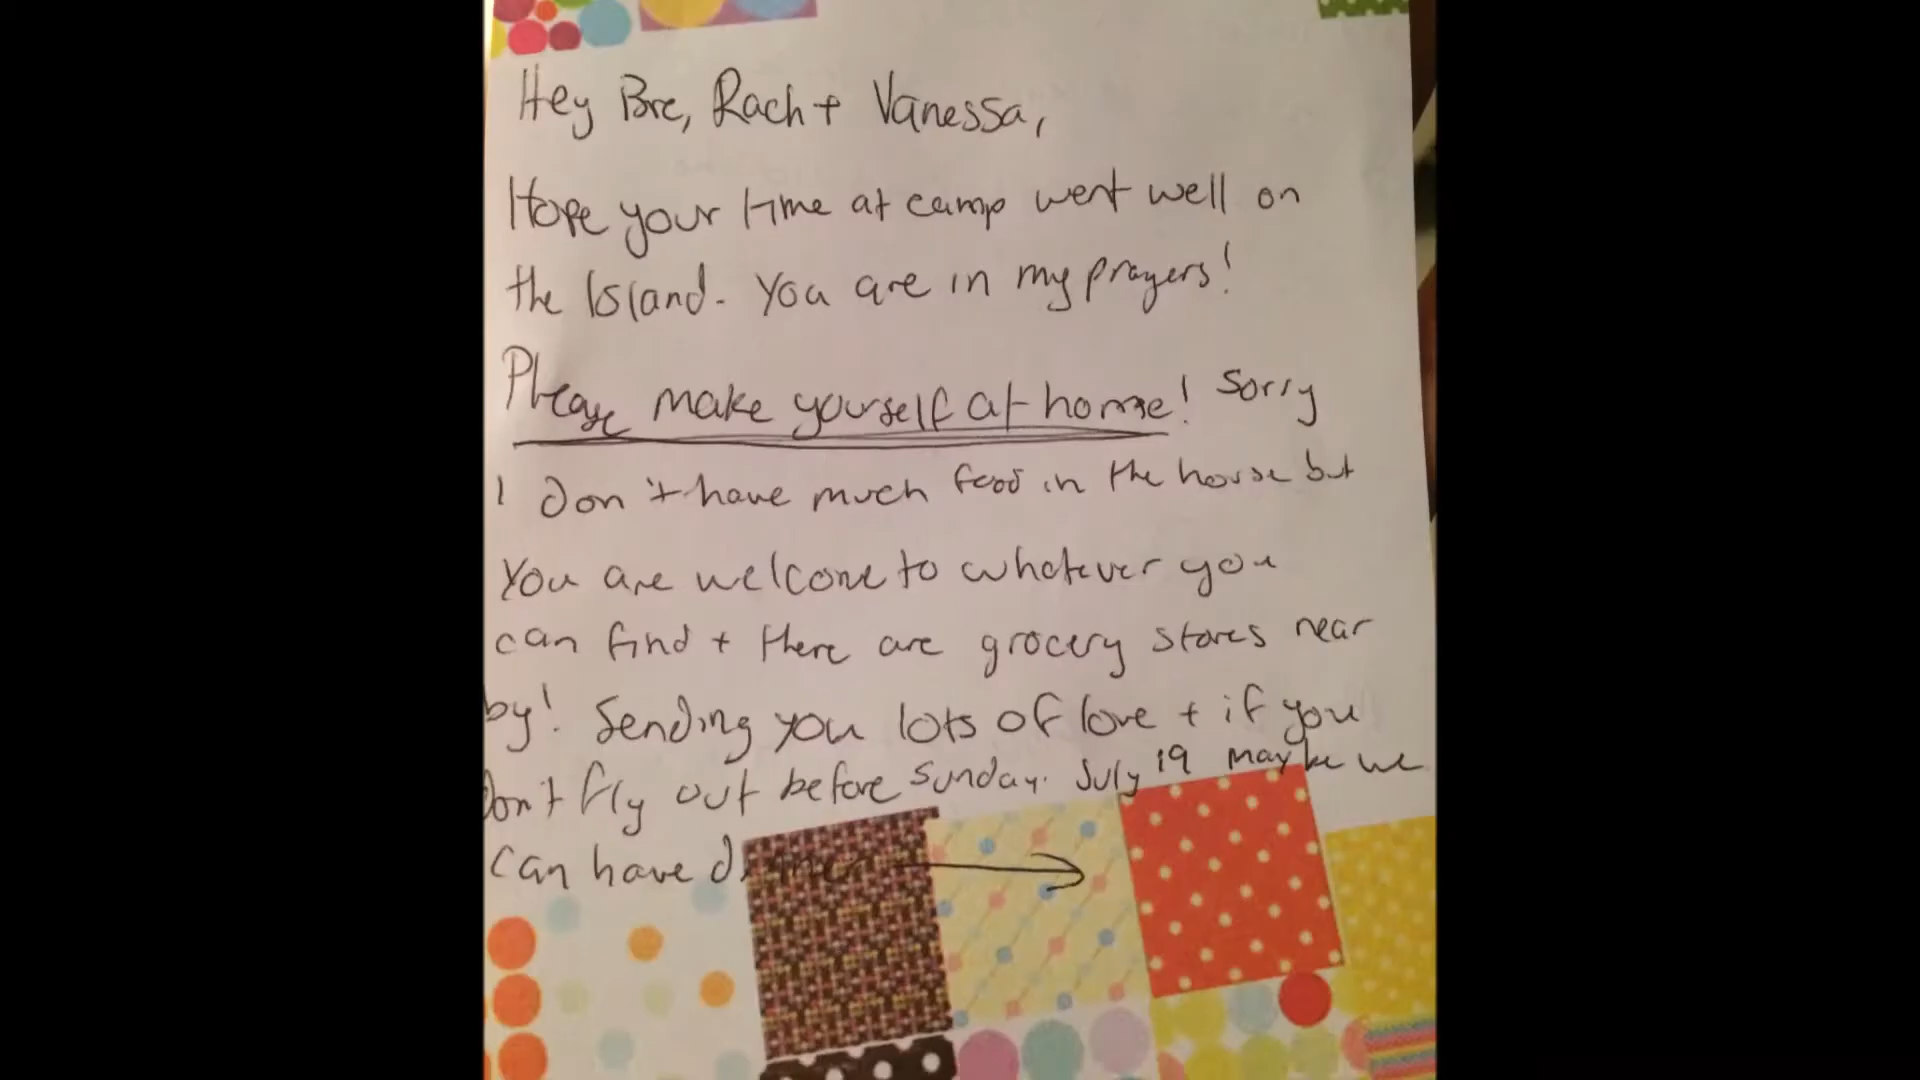 Hey Bre, Rach + Vanessa,
Hope your time at camp went well on
the Island. You are in my prayers!
Please make yourself at home! Sorry
I don't have much food in the house but
You are welcome to whatever you
can find + there are grocery stores near
by! Sending you lots of love + if you
Don't fly out before Sunday. July 19 maybe we
can have dinner →